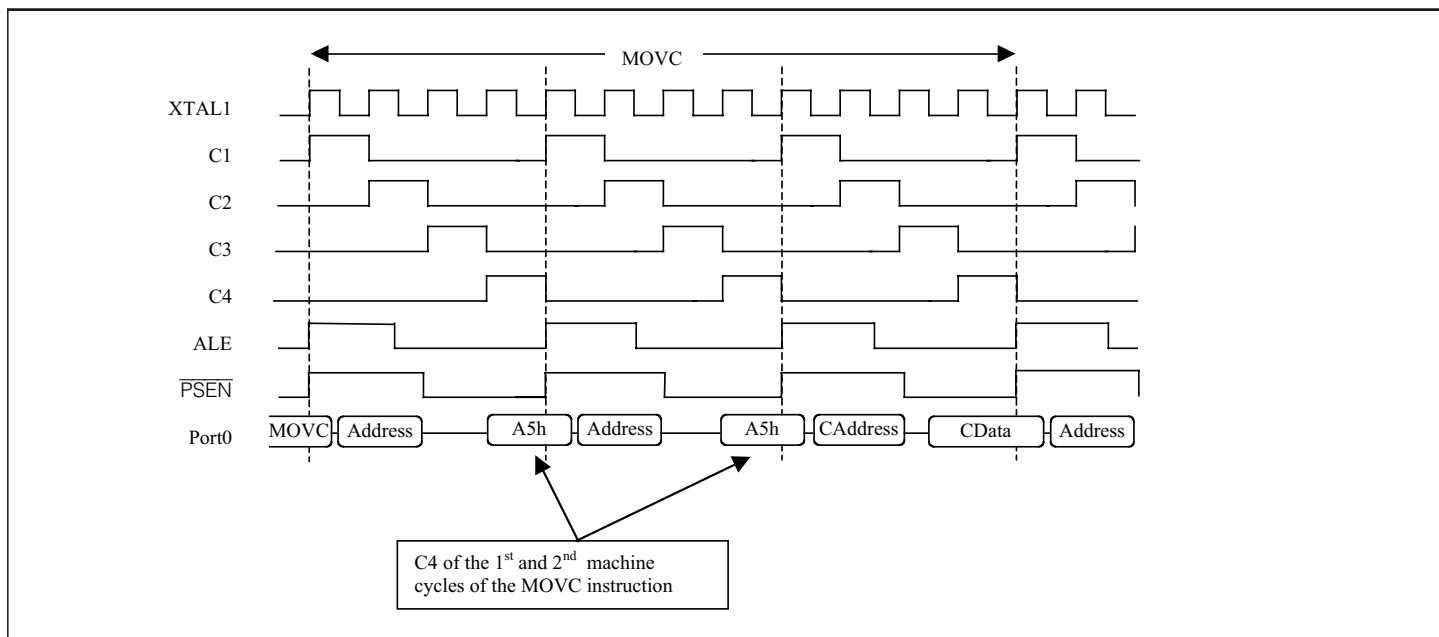 MOVC
XTAL1
C1
C2
C3
C4
ALE
PSEN
Port0 MOVC Address A5h Address A5h CAddress CData Address
C4 of the 1st and 2nd machine
cycles of the MOVC instruction